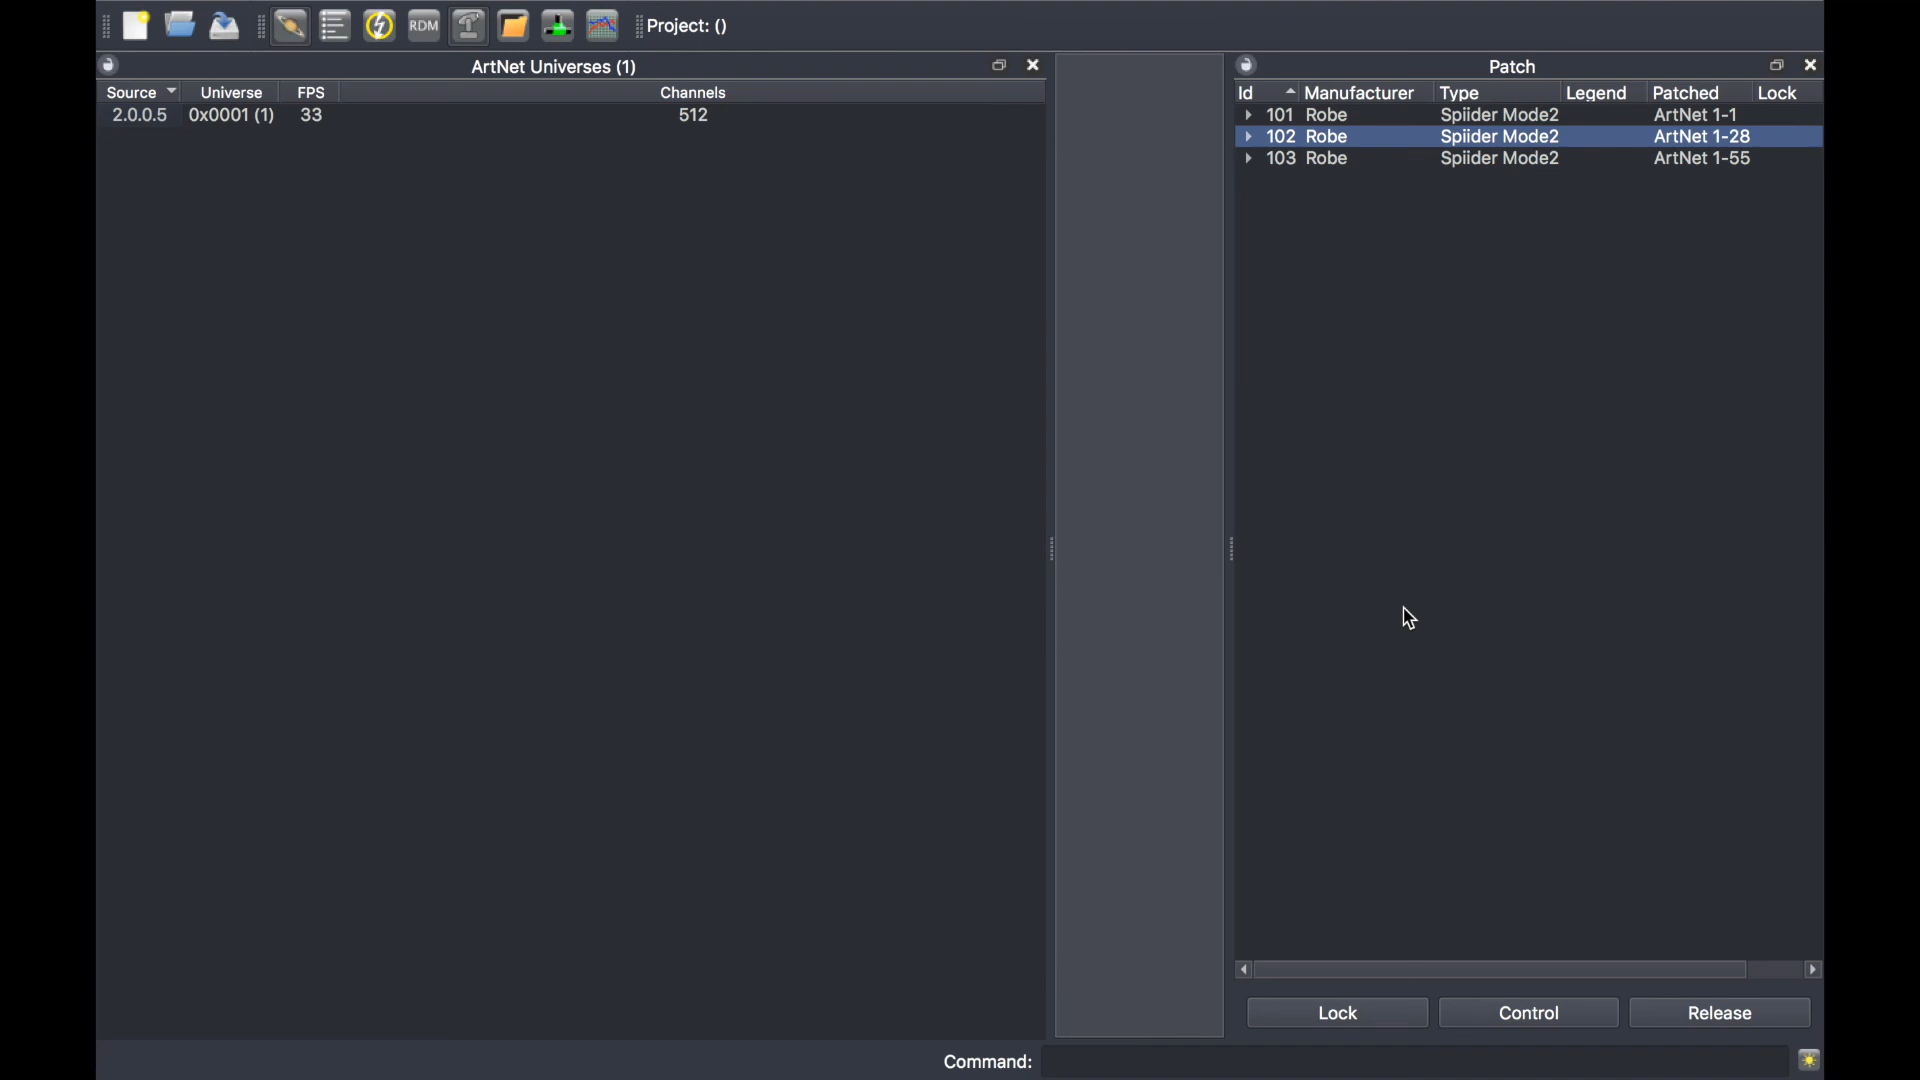 RDM Project: ()
ArtNet Universes (1)
Source Universe FPS Channels
2.0.0.5 0x0001 (1) 33 512
Patch
Id Manufacturer Type Legend Patched Lock
101 Robe Spiider Mode2 ArtNet 1-1
102 Robe Spiider Mode2 ArtNet 1-28
103 Robe Spiider Mode2 ArtNet 1-55
Lock Control Release
Command: